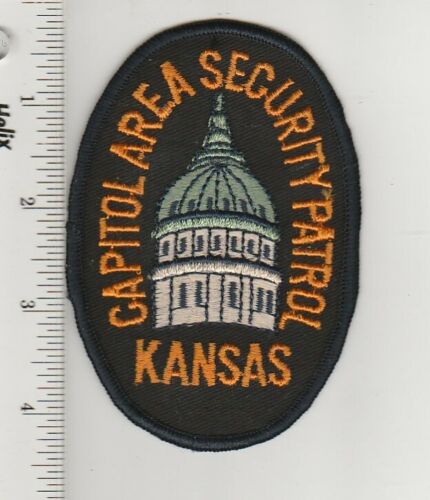 CAPITOL AREA SECURITY PATROL
KANSAS
1
2
3
4
Helix